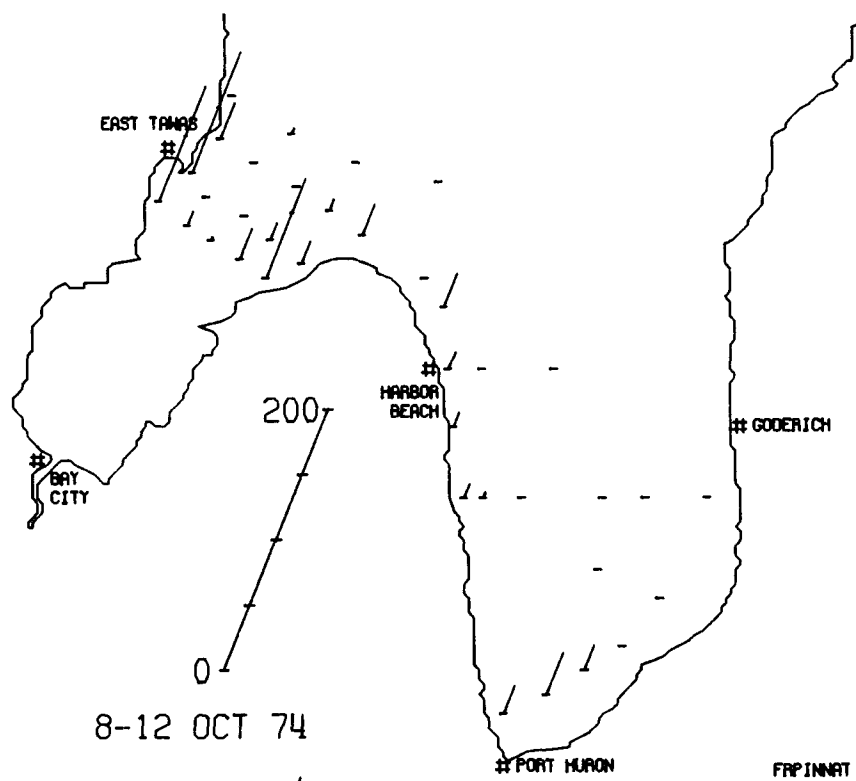 EAST TAWAS
#
200
#
HARBOR
BEACH
# GODERICH
#
BAY
CITY
0
8-12 OCT 74
# PORT HURON
FRPINNAT